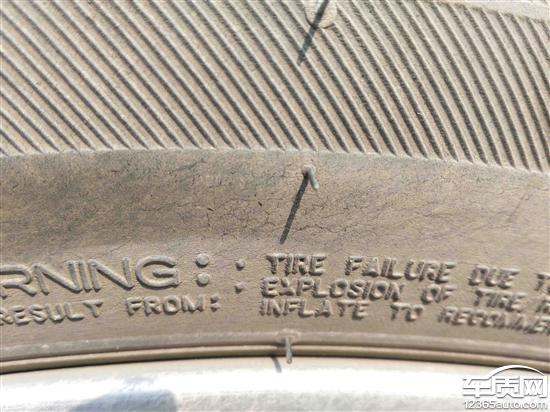 RNING: : TIRE FAILURE DUE T
RESULT FROM: EXPLOSION OF TIRE
INFLATE TO RECOMME
车质网
12365auto.com